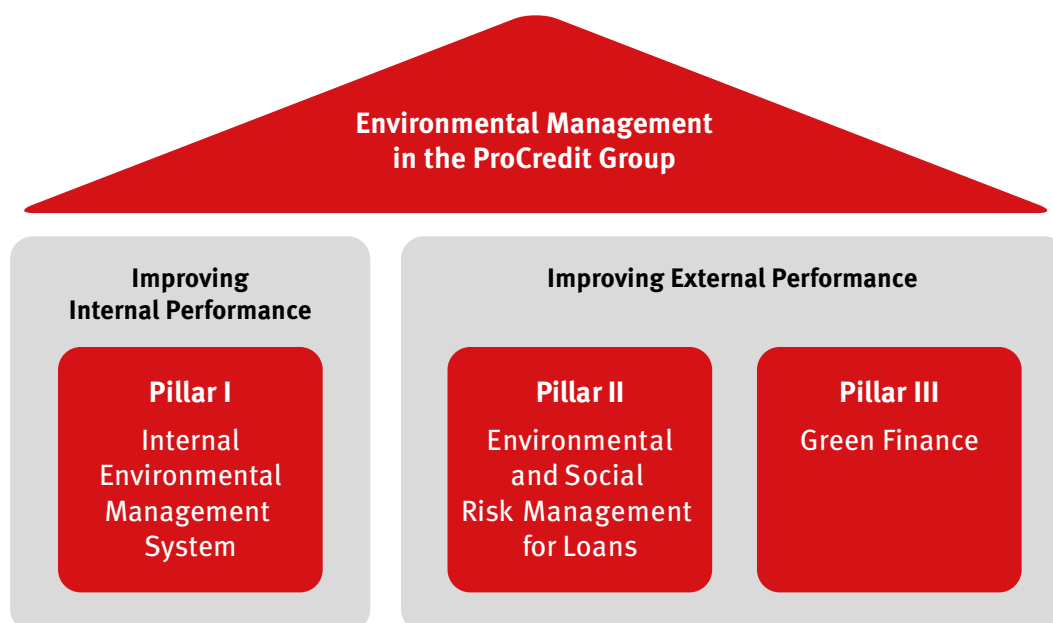 Environmental Management
in the ProCredit Group
Improving
Internal Performance
Pillar I
Internal
Environmental
Management
System
Improving External Performance
Pillar II
Environmental
and Social
Risk Management
for Loans
Pillar III
Green Finance